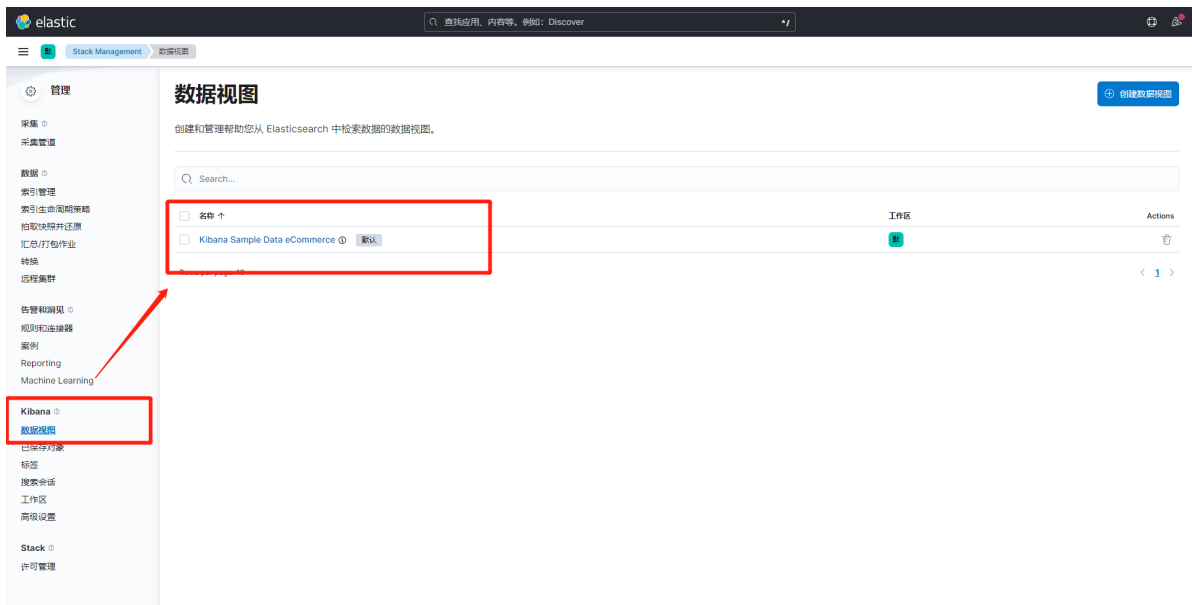 elastic
查找应用、内容等。例如：Discover
^/
默
Stack Management
数据视图
管理
采集
采集管道
数据
索引管理
索引生命周期策略
拍取快照并还原
汇总/打包作业
转换
远程集群
告警和洞见
规则和连接器
案例
Reporting
Machine Learning
Kibana
数据视图
已保存对象
标签
搜索会话
工作区
高级设置
Stack
许可管理
数据视图
创建数据视图
创建和管理帮助您从 Elasticsearch 中检索数据的数据视图。
Search...
名称
工作区
Actions
Kibana Sample Data eCommerce
默认
默
Rows per page: 10
1